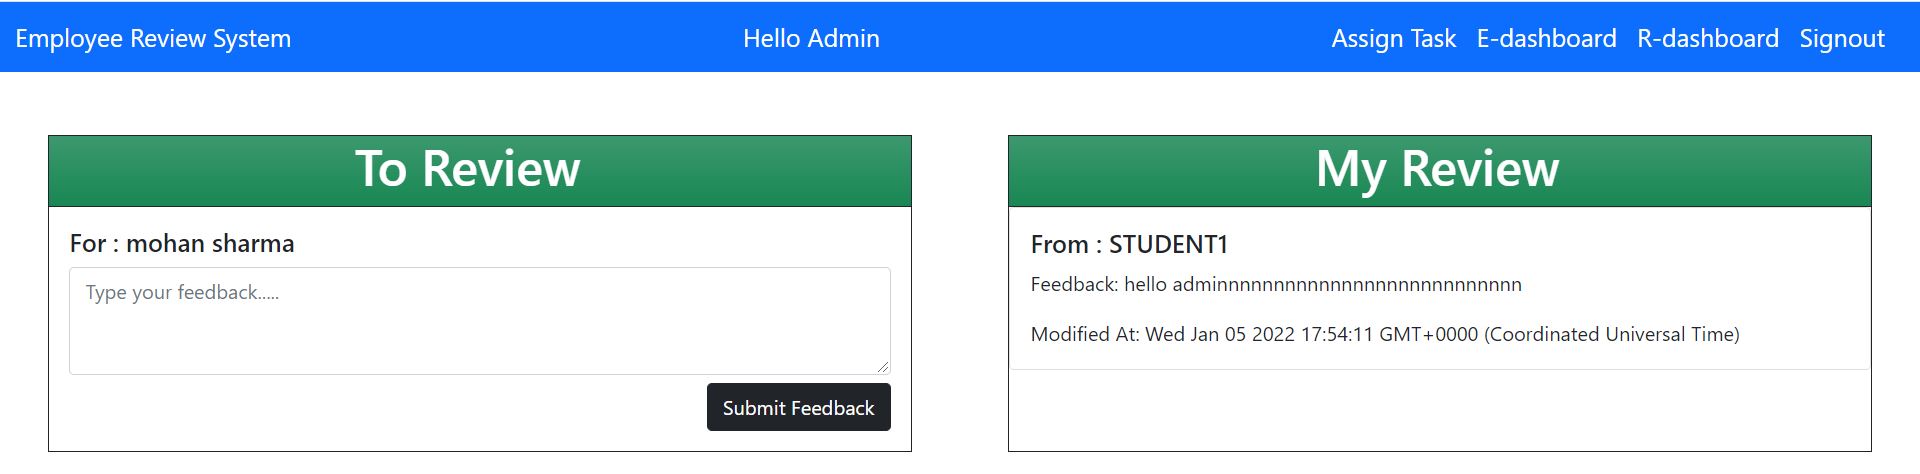 Employee Review System
Hello Admin
Assign Task E-dashboard R-dashboard Signout
To Review
For : mohan sharma
Type your feedback.....
Submit Feedback
My Review
From : STUDENT1
Feedback: hello adminnnnnnnnnnnnnnnnnnnnnnnnnnn
Modified At: Wed Jan 05 2022 17:54:11 GMT+0000 (Coordinated Universal Time)